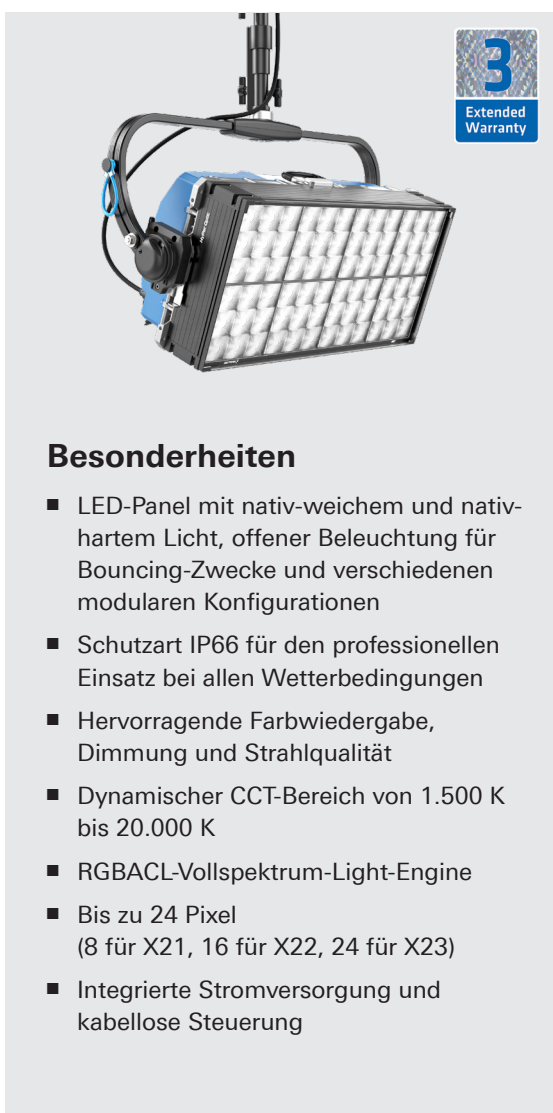 3
Extended
Warranty
Besonderheiten
■ LED-Panel mit nativ-weichem und nativ-
hartem Licht, offener Beleuchtung für
Bouncing-Zwecke und verschiedenen
modularen Konfigurationen
■ Schutzart IP66 für den professionellen
Einsatz bei allen Wetterbedingungen
■ Hervorragende Farbwiedergabe,
Dimmung und Strahlqualität
■ Dynamischer CCT-Bereich von 1.500 K
bis 20.000 K
■ RGBACL-Vollspektrum-Light-Engine
■ Bis zu 24 Pixel
(8 für X21, 16 für X22, 24 für X23)
■ Integrierte Stromversorgung und
kabellose Steuerung